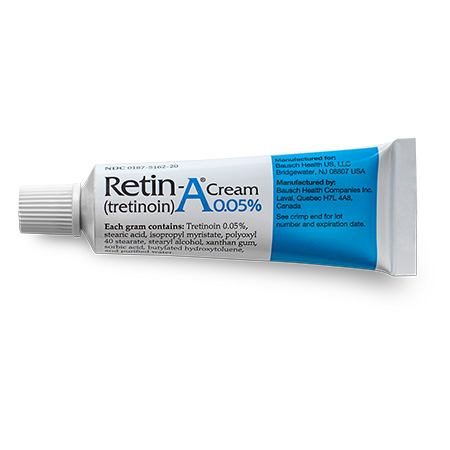 NDC 0187-5162-20
Retin-A® Cream
(tretinoin) 0.05%
Each gram contains: Tretinoin 0.05%,
stearic acid, isopropyl myristate, polyoxyl
40 stearate, stearyl alcohol, xanthan gum,
sorbic acid, butylated hydroxytoluene,
and purified water.
Manufactured for:
Bausch Health US, LLC
Bridgewater, NJ 08807 USA
Manufactured by:
Bausch Health Companies Inc.
Laval, Quebec H7L 4A8,
Canada
See crimp end for lot
number and expiration date.